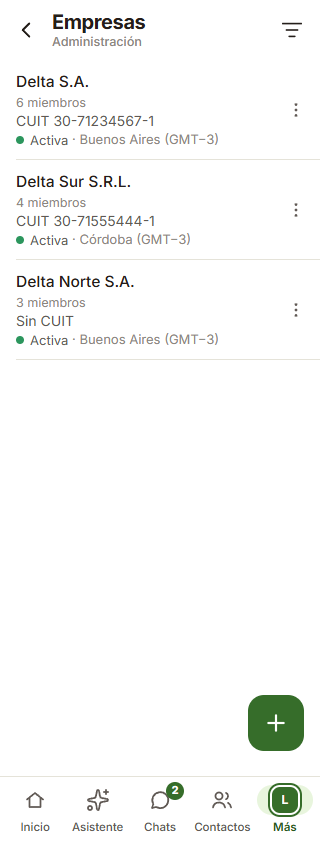 Empresas
Administración
Delta S.A.
6 miembros
CUIT 30-71234567-1
Activa · Buenos Aires (GMT−3)
Delta Sur S.R.L.
4 miembros
CUIT 30-71555444-1
Activa · Córdoba (GMT−3)
Delta Norte S.A.
3 miembros
Sin CUIT
Activa · Buenos Aires (GMT−3)
2
L
Inicio Asistente Chats Contactos Más